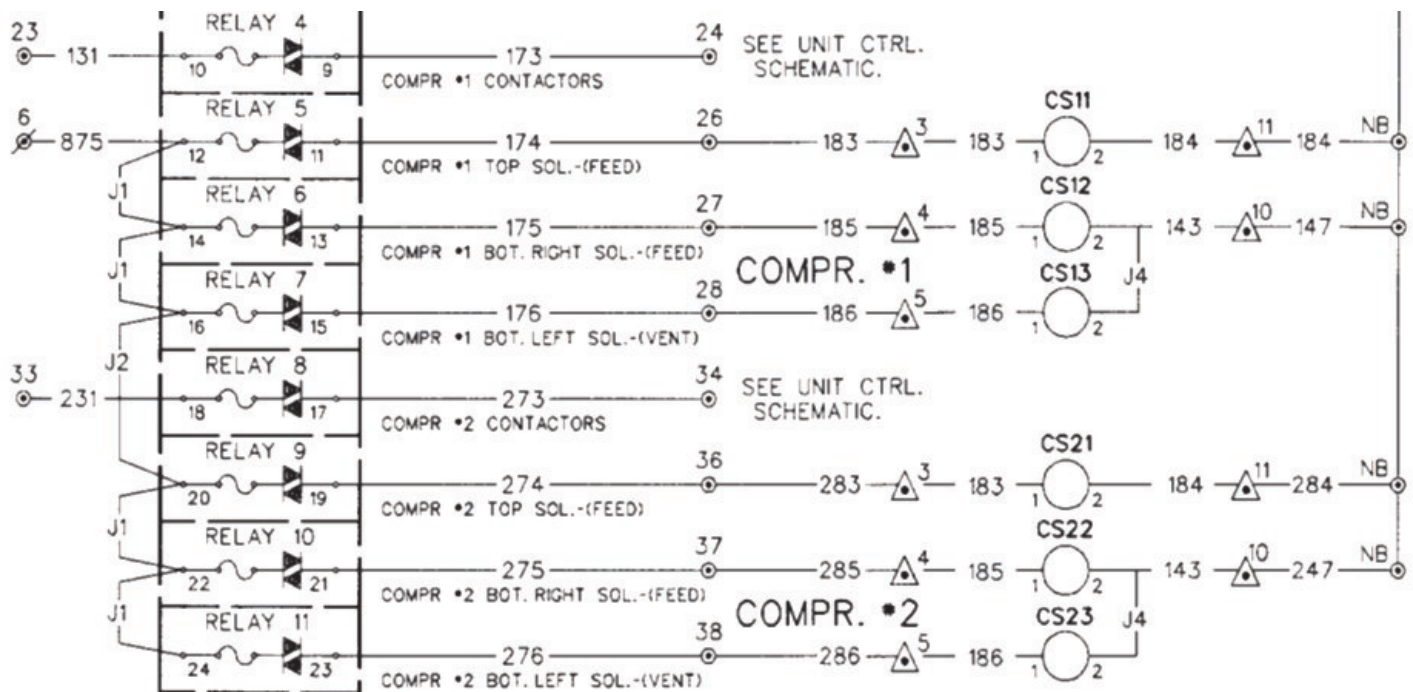 23 131 RELAY 4 10 9 173 24 SEE UNIT CTRL.
SCHEMATIC.
COMPR #1 CONTACTORS
6 875 RELAY 5 12 11 174 26 183 3 183 CS11 1 2 184 11 184 NB
COMPR #1 TOP SOL.-(FEED)
J1
RELAY 6 14 13 175 27 185 4 185 CS12 1 2 143 10 147 NB
COMPR #1 BOT. RIGHT SOL.-(FEED)
COMPR. #1
J1
RELAY 7 16 15 176 28 186 5 186 CS13 1 2 J4
COMPR #1 BOT. LEFT SOL.-(VENT)
J2
33 231 RELAY 8 18 17 273 34 SEE UNIT CTRL.
SCHEMATIC.
COMPR #2 CONTACTORS
RELAY 9 20 19 274 36 283 3 183 CS21 1 2 184 11 284 NB
COMPR #2 TOP SOL.-(FEED)
J1
RELAY 10 22 21 275 37 285 4 185 CS22 1 2 143 10 247 NB
COMPR #2 BOT. RIGHT SOL.-(FEED)
COMPR. #2
J1
RELAY 11 24 23 276 38 286 5 186 CS23 1 2 J4
COMPR #2 BOT. LEFT SOL.-(VENT)